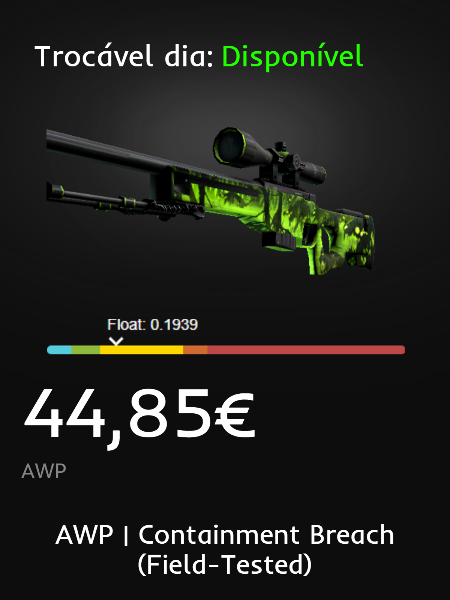 Trocável dia: Disponível
Float: 0.1939
44,85€
AWP
AWP | Containment Breach
(Field-Tested)